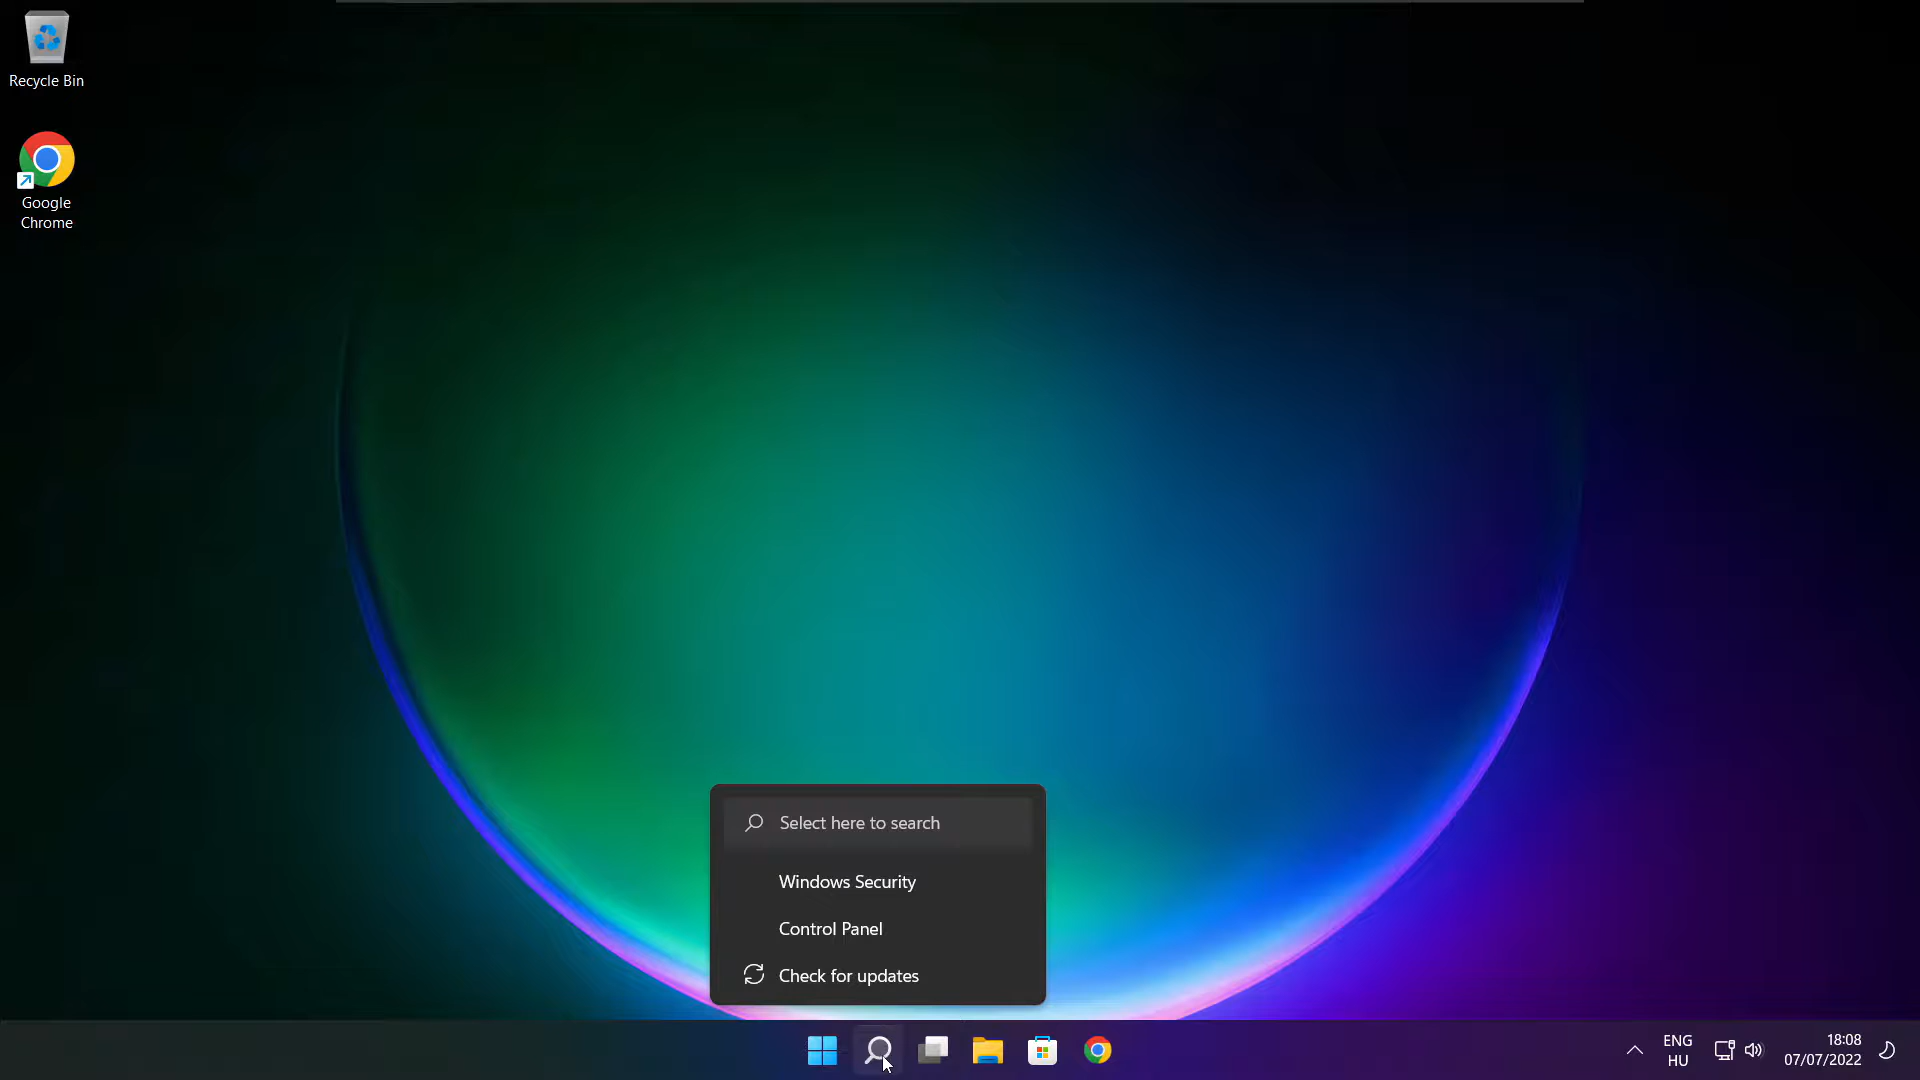 Recycle Bin
Google
Chrome
Select here to search
Windows Security
Control Panel
Check for updates
ENG
HU
18:08
07/07/2022